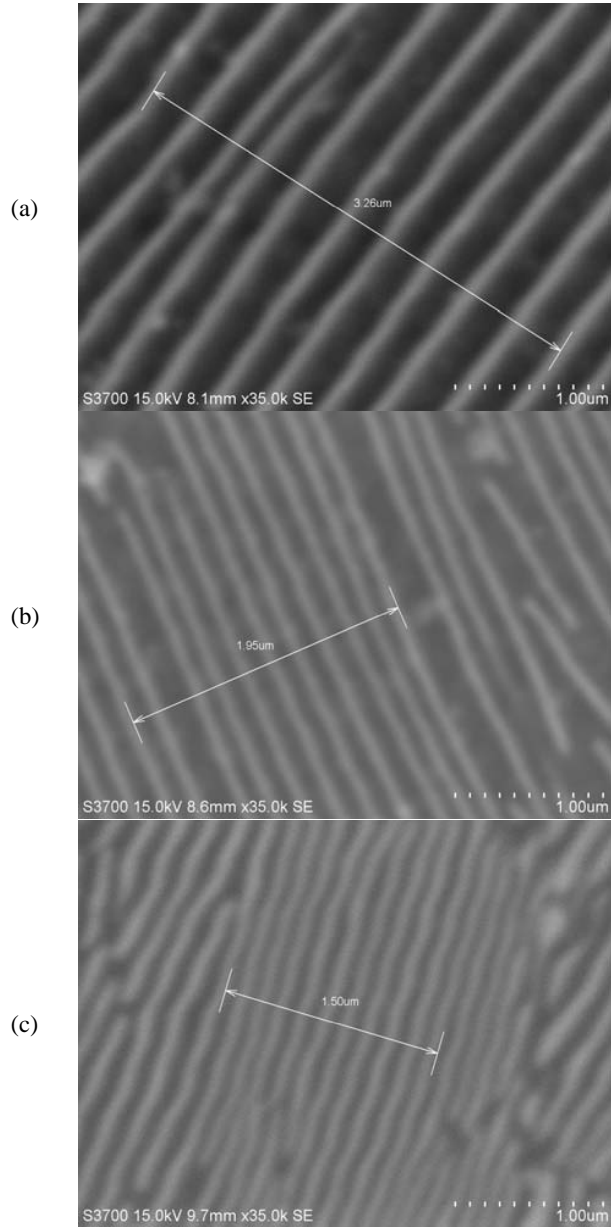 (a)
3.26um
S3700 15.0kV 8.1mm x35.0k SE 1.00um
(b)
1.95um
S3700 15.0kV 8.6mm x35.0k SE 1.00um
(c)
1.50um
S3700 15.0kV 9.7mm x35.0k SE 1.00um